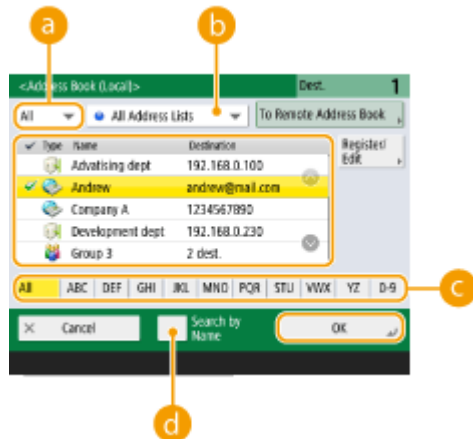 a
b
<Address Book (Local)> Dest. 1
All All Address Lists To Remote Address Book
Type Name Destination
Register/
Edit
Advatising dept 192.168.0.100
Andrew andrew@mail.com
Company A 1234567890
Development dept 192.168.0.230
Group 3 2 dest.
All ABC DEF GHI JKL MNO PQR STU VWX YZ 0-9
c
Cancel Search by
Name OK
d